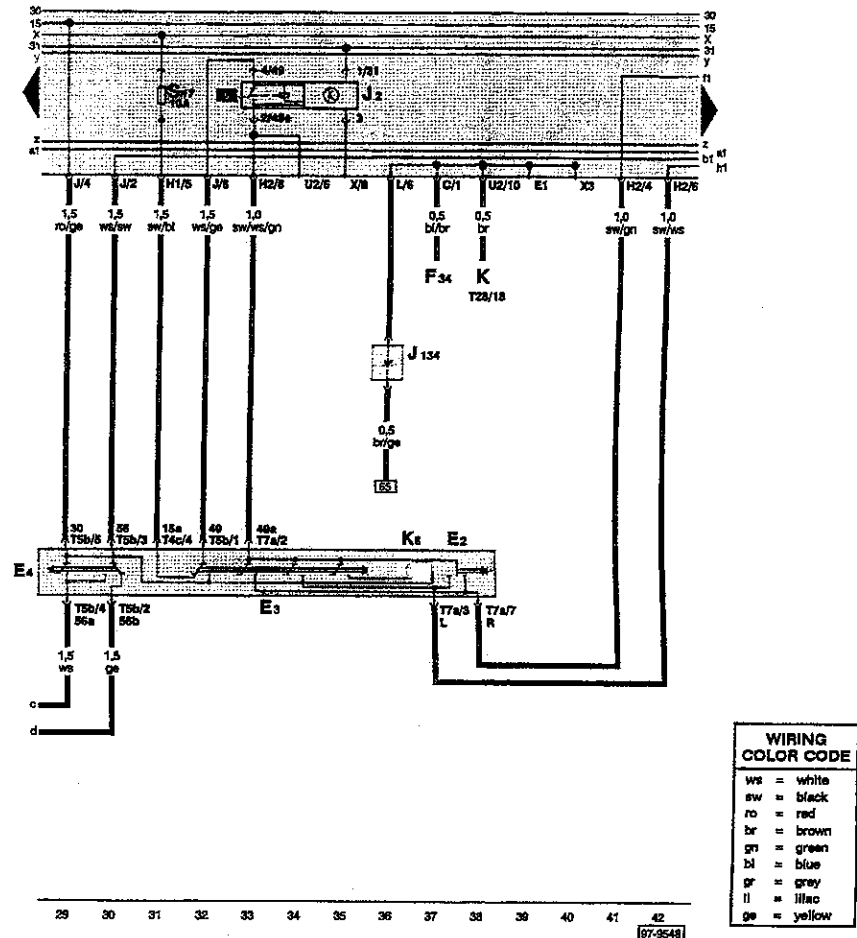 30
15
X
31
y
30
15
X
31
y
f1
4/49
1/31
J2
10A
2/49a
3
z
a1
z
a1
b1
h1
J/4
J/2
H1/5
J/6
H2/8
U2/5
X/8
L/6
C/1
U2/10
E1
X3
H2/4
H2/6
1,5
ro/ge
1,5
ws/sw
1,5
sw/bl
1,5
ws/ge
1,0
sw/ws/gn
0,5
bl/br
0,5
br
1,0
sw/gn
1,0
sw/ws
F34
K
T28/18
J134
0,5
br/ge
65
30
T5b/5
56
T5b/3
15a
T4c/4
49
T5b/1
49a
T7a/2
K6
E2
E4
E3
T5b/4
56a
T5b/2
56b
T7a/3
L
T7a/7
R
1,5
ws
1,5
ge
c
d
WIRING
COLOR CODE
ws = white
sw = black
ro = red
br = brown
gn = green
bl = blue
gr = grey
li = lilac
ge = yellow
29 30 31 32 33 34 35 36 37 38 39 40 41 42
97-9548